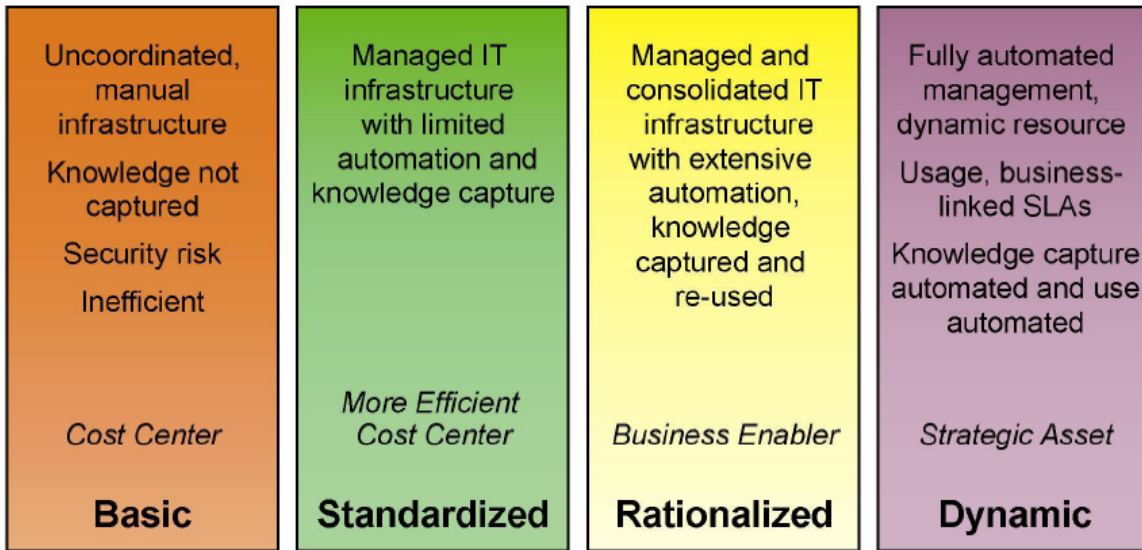 Uncoordinated,
manual
infrastructure
Knowledge not
captured
Security risk
Inefficient
Cost Center
Basic
Managed IT
infrastructure
with limited
automation and
knowledge capture
More Efficient
Cost Center
Standardized
Managed and
consolidated IT
infrastructure
with extensive
automation,
knowledge
captured and
re-used
Business Enabler
Rationalized
Fully automated
management,
dynamic resource
Usage, business-
linked SLAs
Knowledge capture
automated and use
automated
Strategic Asset
Dynamic